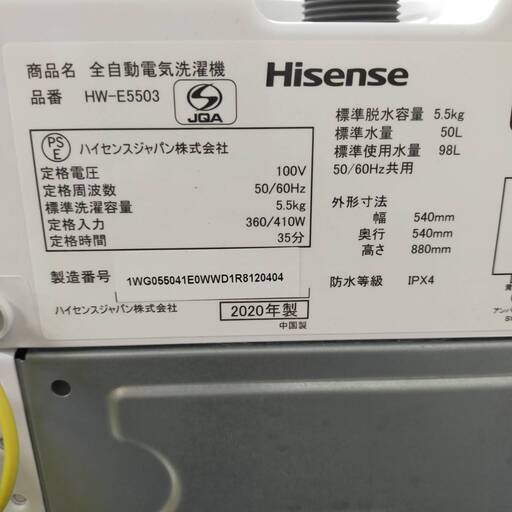 商品名 全自動電気洗濯機
品番 HW-E5503
JQA
Hisense
PS
E
ハイセンスジャパン株式会社
定格電圧 100V
定格周波数 50/60Hz
標準洗濯容量 5.5kg
定格入力 360/410W
定格時間 35分
製造番号 1WG055041E0WWD1R8120404
ハイセンスジャパン株式会社
2020年製
中国製
標準脱水容量 5.5kg
標準水量 50L
標準使用水量 98L
50/60Hz共用
外形寸法
幅 540mm
奥行 540mm
高さ 880mm
防水等級 IPX4